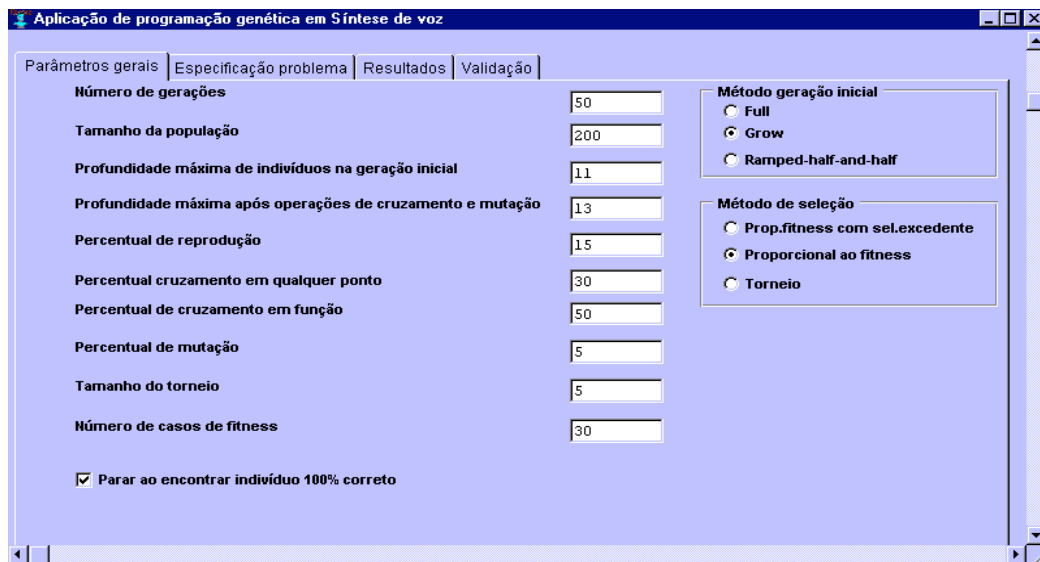 Aplicação de programação genética em Síntese de voz
Parâmetros gerais Especificação problema Resultados Validação
Número de gerações 50
Tamanho da população 200
Profundidade máxima de indivíduos na geração inicial 11
Profundidade máxima após operações de cruzamento e mutação 13
Percentual de reprodução 15
Percentual cruzamento em qualquer ponto 30
Percentual de cruzamento em função 50
Percentual de mutação 5
Tamanho do torneio 5
Número de casos de fitness 30
Parar ao encontrar indivíduo 100% correto
Método geração inicial
Full
Grow
Ramped-half-and-half
Método de seleção
Prop.fitness com sel.excedente
Proporcional ao fitness
Torneio